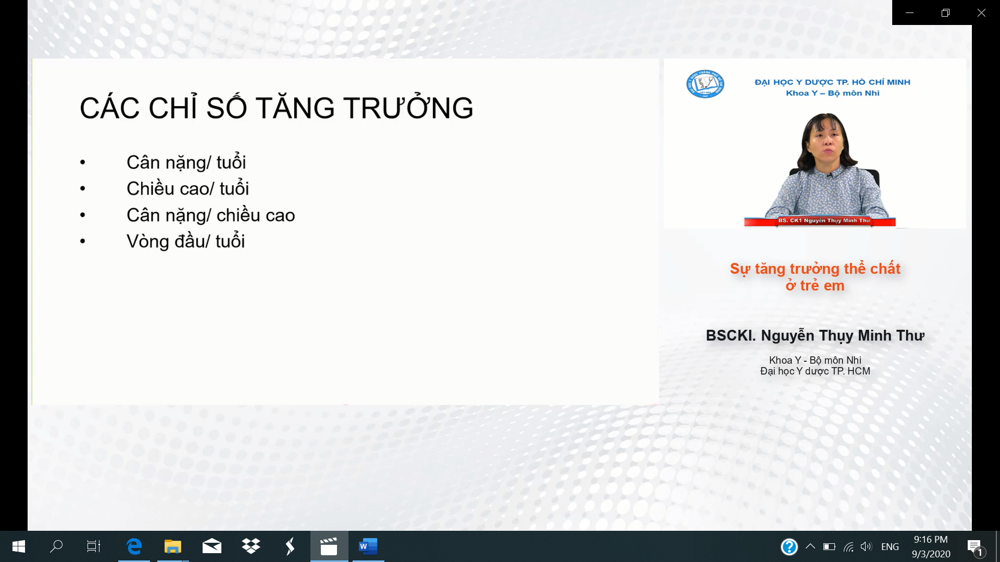 CÁC CHỈ SỐ TĂNG TRƯỞNG
• Cân nặng/ tuổi
• Chiều cao/ tuổi
• Cân nặng/ chiều cao
• Vòng đầu/ tuổi
ĐẠI HỌC Y DƯỢC TP. HỒ CHÍ MINH
Khoa Y – Bộ môn Nhi
BS. CK1 Nguyễn Thụy Minh Thư
Sự tăng trưởng thể chất
ở trẻ em
BSCKI. Nguyễn Thụy Minh Thư
Khoa Y - Bộ môn Nhi
Đại học Y dược TP. HCM
W
ENG
9:16 PM
9/3/2020
1